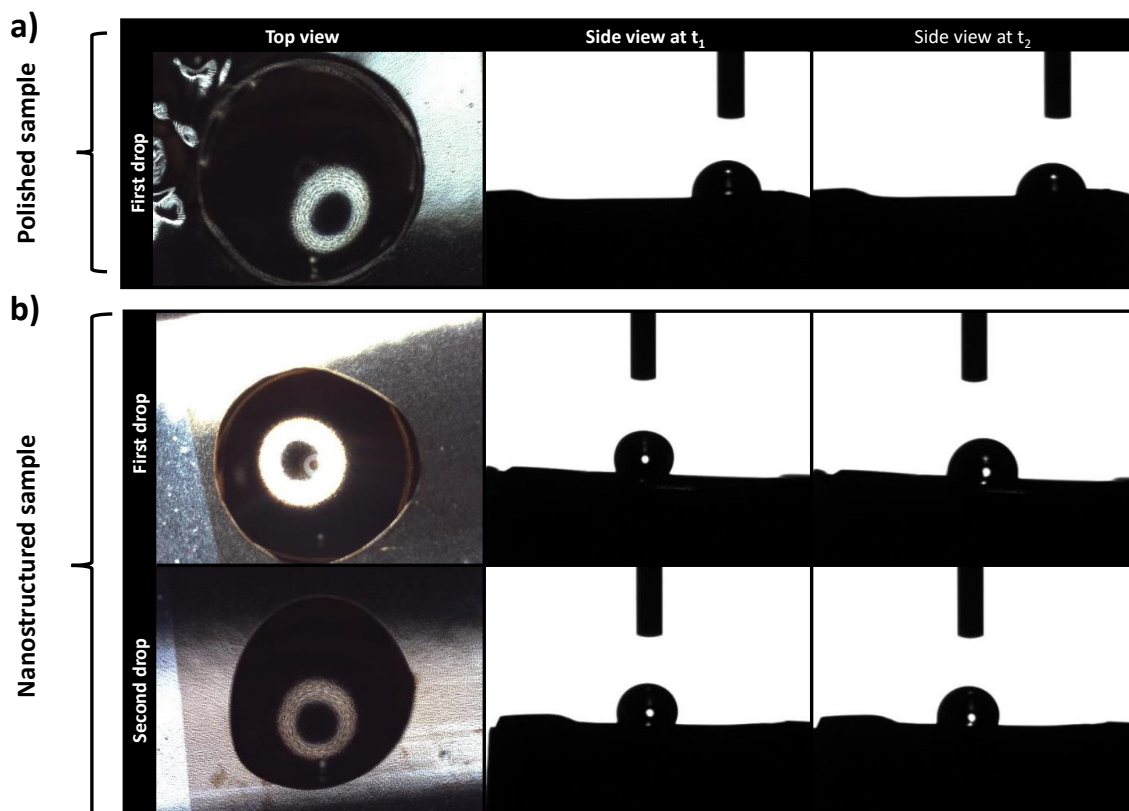 a)
Top view
Side view at t1
Side view at t2
Polished sample
First drop
b)
Nanostructured sample
First drop
Second drop